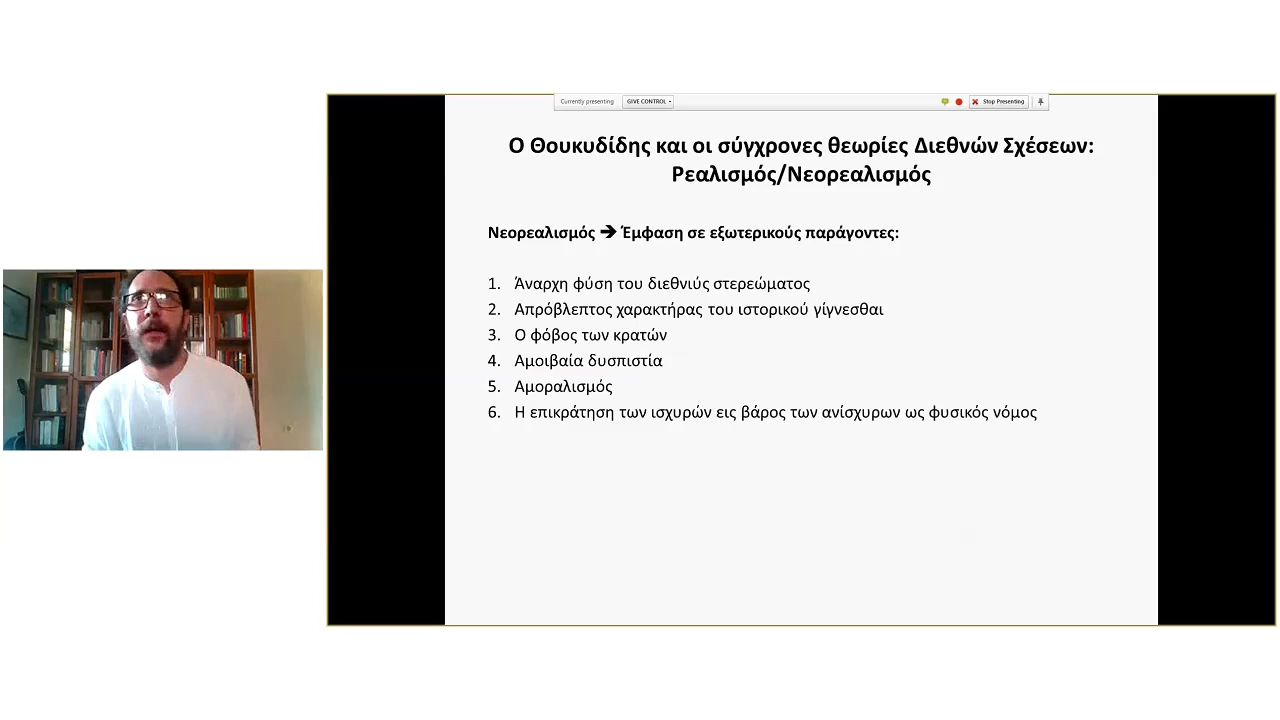 Currently presenting
GIVE CONTROL
Stop Presenting
Ο Θουκυδίδης και οι σύγχρονες θεωρίες Διεθνών Σχέσεων:
Ρεαλισμός/Νεορεαλισμός
Νεορεαλισμός ➔ Έμφαση σε εξωτερικούς παράγοντες:
1. Άναρχη φύση του διεθνιύς στερεώματος
2. Απρόβλεπτος χαρακτήρας του ιστορικού γίγνεσθαι
3. Ο φόβος των κρατών
4. Αμοιβαία δυσπιστία
5. Αμοραλισμός
6. Η επικράτηση των ισχυρών εις βάρος των ανίσχυρων ως φυσικός νόμος